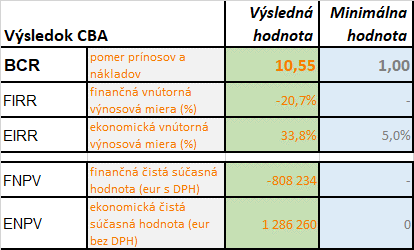 Výsledok CBA
Výsledná
hodnota
Minimálna
hodnota
BCR
pomer prínosov a
nákladov
10,55
1,00
FIRR
finančná vnútorná
výnosová miera (%)
-20,7%
-
EIRR
ekonomická vnútorná
výnosová miera (%)
33,8%
5,0%
FNPV
finančná čistá súčasná
hodnota (eur s DPH)
-808 234
-
ENPV
ekonomická čistá
súčasná hodnota (eur
bez DPH)
1 286 260
0